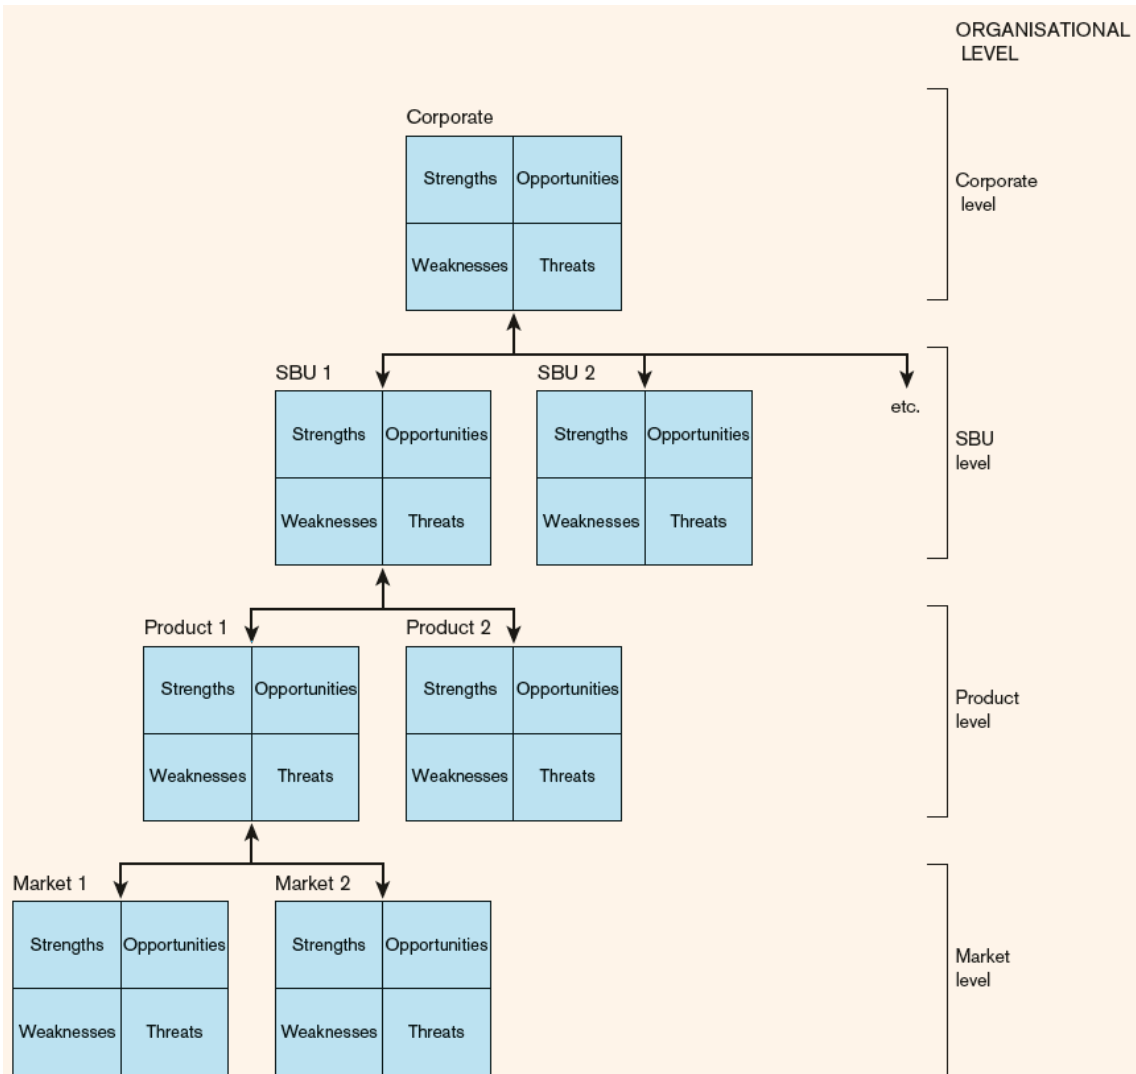 ORGANISATIONAL
LEVEL
Corporate
Strengths Opportunities
Weaknesses Threats
Corporate
level
SBU 1 SBU 2
etc.
Strengths Opportunities Strengths Opportunities
SBU
level
Weaknesses Threats Weaknesses Threats
Product 1 Product 2
Strengths Opportunities Strengths Opportunities
Product
level
Weaknesses Threats Weaknesses Threats
Market 1 Market 2
Strengths Opportunities Strengths Opportunities
Market
level
Weaknesses Threats Weaknesses Threats